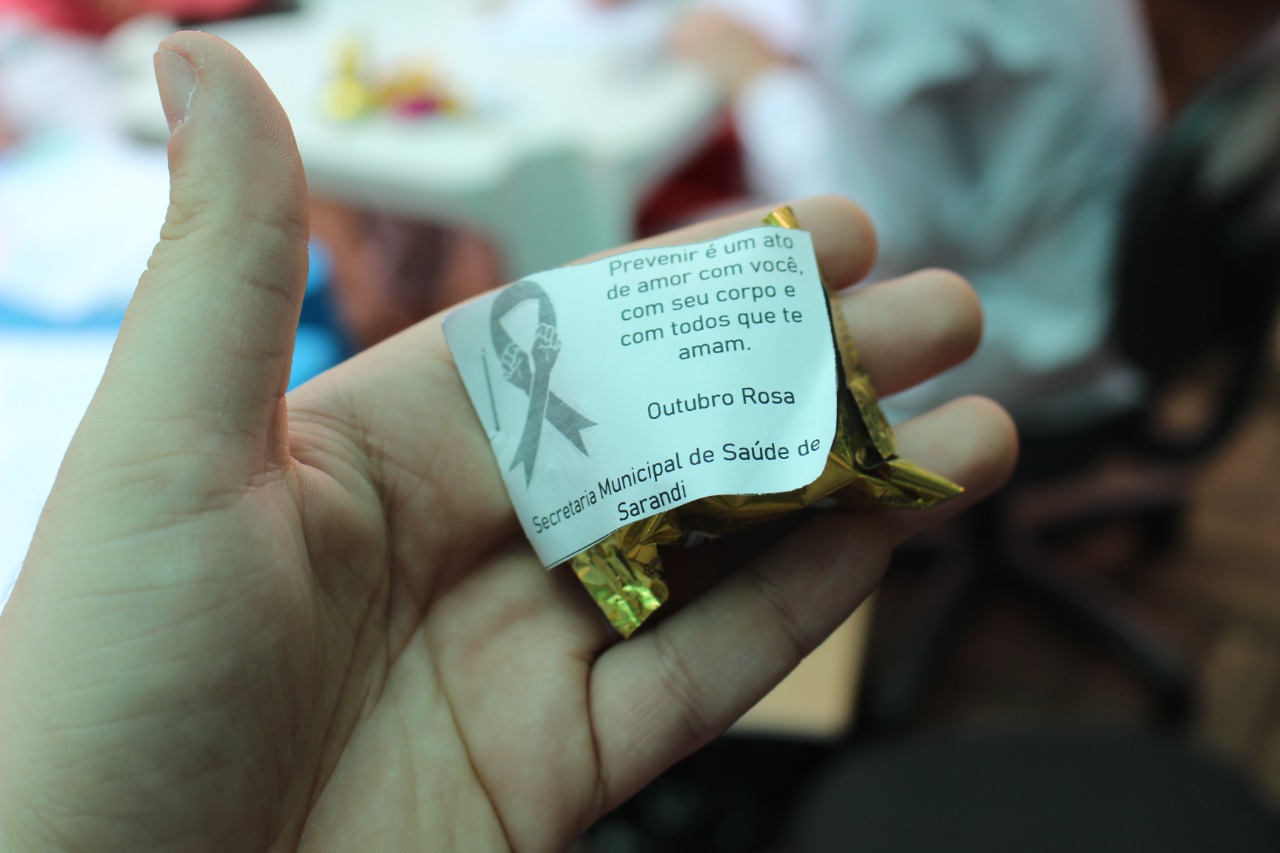 Prevenir é um ato
de amor com você,
com seu corpo e
com todos que te
amam.
Outubro Rosa
Secretaria Municipal de Saúde de
Sarandi